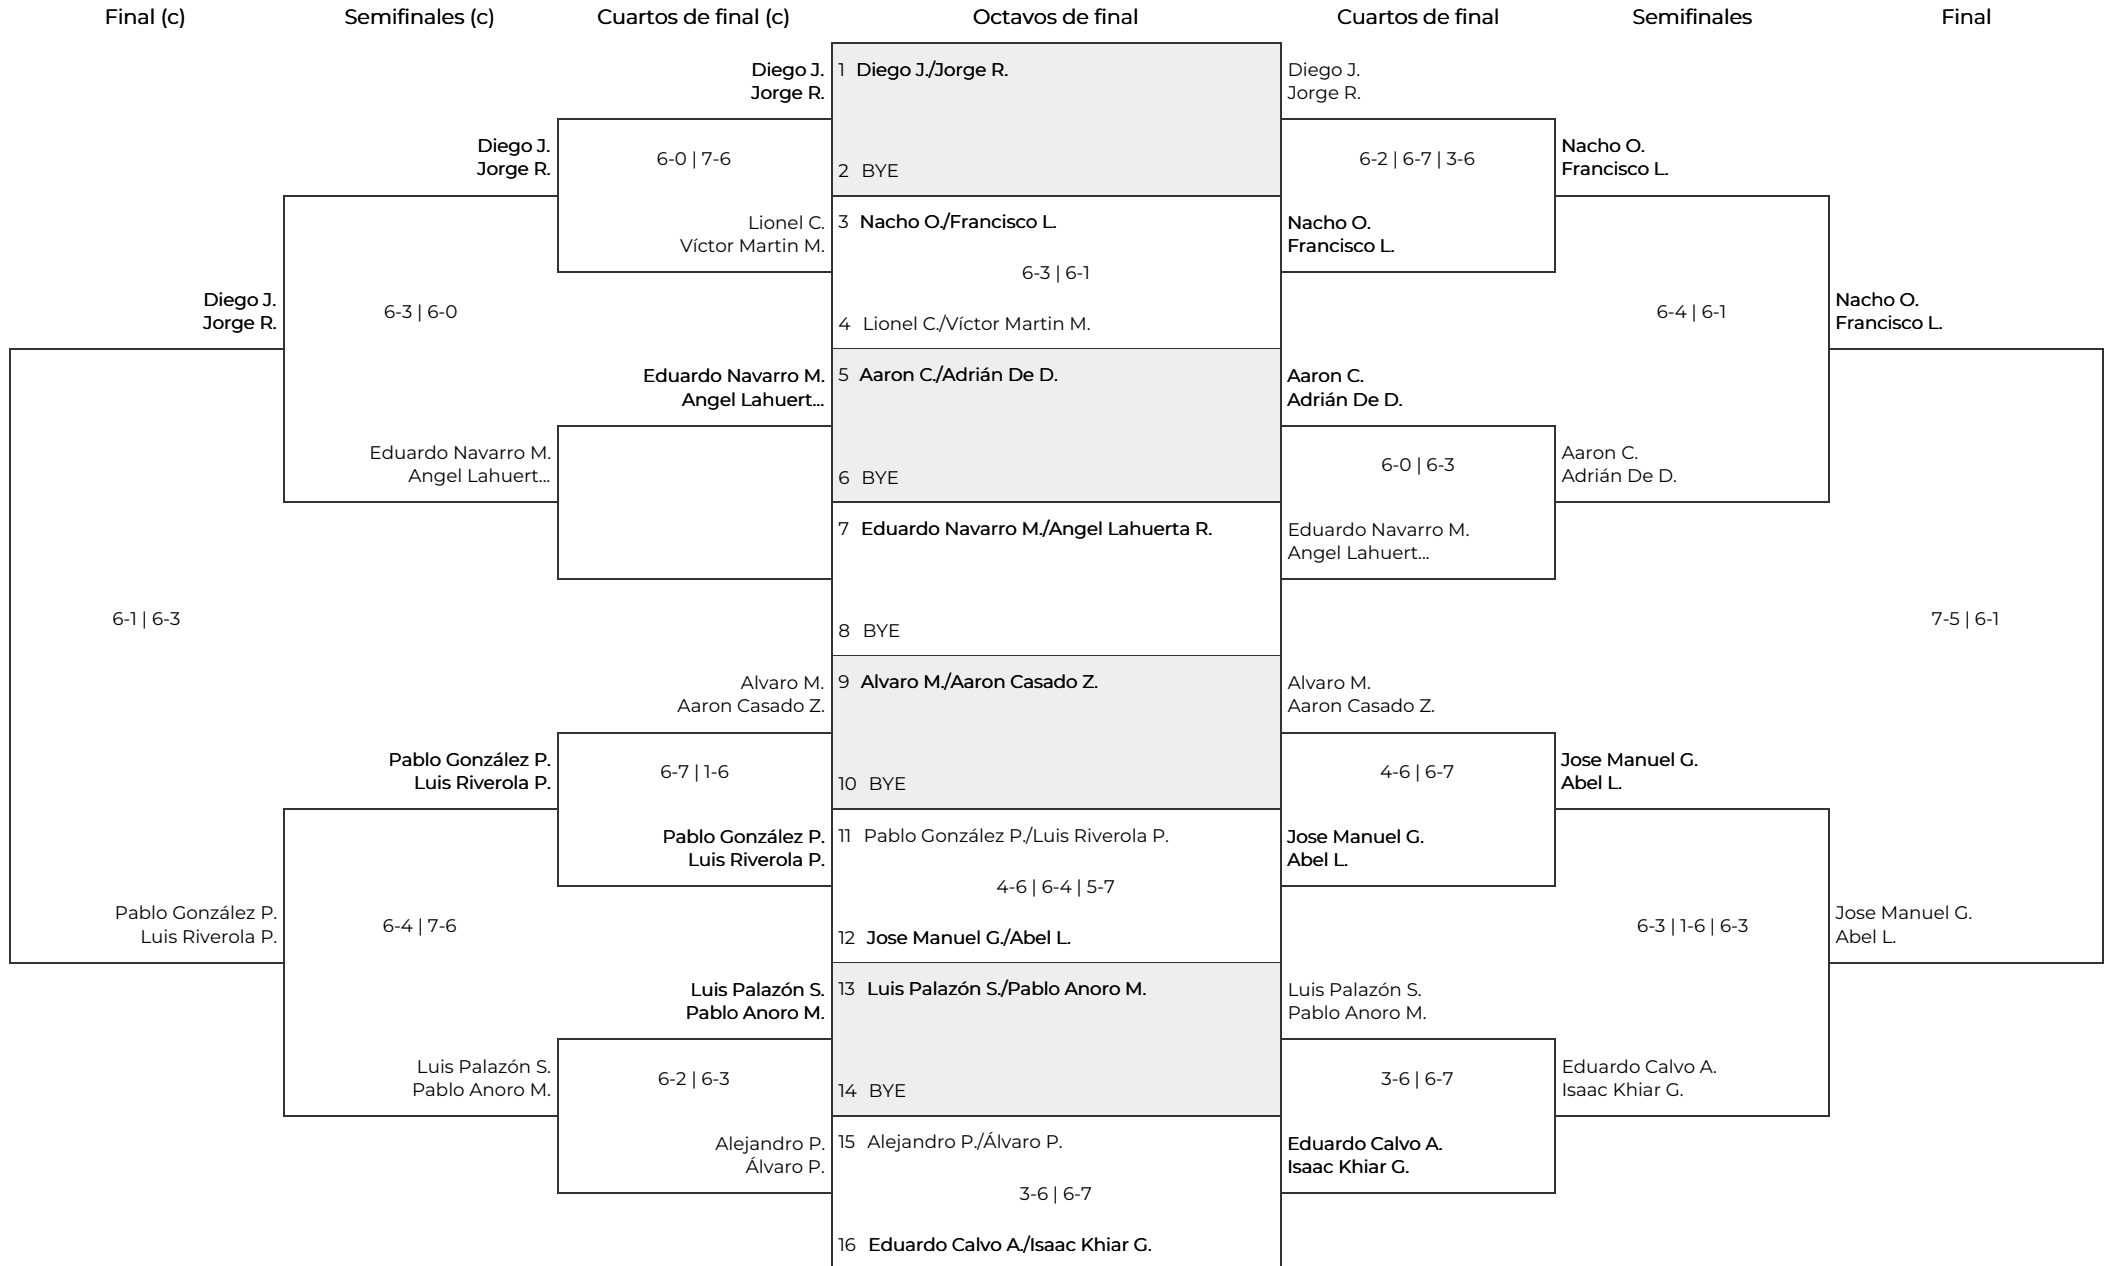 Final (c)
Semifinales (c)
Cuartos de final (c)
Octavos de final
Cuartos de final
Semifinales
Final
Diego J.
Jorge R.
6-1 | 6-3
Pablo González P.
Luis Riverola P.
Diego J.
Jorge R.
6-3 | 6-0
Eduardo Navarro M.
Angel Lahuert...
Pablo González P.
Luis Riverola P.
6-4 | 7-6
Luis Palazón S.
Pablo Anoro M.
Diego J.
Jorge R.
6-0 | 7-6
Lionel C.
Víctor Martin M.
Eduardo Navarro M.
Angel Lahuert...
Alvaro M.
Aaron Casado Z.
6-7 | 1-6
Pablo González P.
Luis Riverola P.
Luis Palazón S.
Pablo Anoro M.
6-2 | 6-3
Alejandro P.
Álvaro P.
1 Diego J./Jorge R.
2 BYE
3 Nacho O./Francisco L.
6-3 | 6-1
4 Lionel C./Víctor Martin M.
5 Aaron C./Adrián De D.
6 BYE
7 Eduardo Navarro M./Angel Lahuerta R.
8 BYE
9 Alvaro M./Aaron Casado Z.
10 BYE
11 Pablo González P./Luis Riverola P.
4-6 | 6-4 | 5-7
12 Jose Manuel G./Abel L.
13 Luis Palazón S./Pablo Anoro M.
14 BYE
15 Alejandro P./Álvaro P.
3-6 | 6-7
16 Eduardo Calvo A./Isaac Khiar G.
Diego J.
Jorge R.
6-2 | 6-7 | 3-6
Nacho O.
Francisco L.
Aaron C.
Adrián De D.
6-0 | 6-3
Eduardo Navarro M.
Angel Lahuert...
Alvaro M.
Aaron Casado Z.
4-6 | 6-7
Jose Manuel G.
Abel L.
Luis Palazón S.
Pablo Anoro M.
3-6 | 6-7
Eduardo Calvo A.
Isaac Khiar G.
Nacho O.
Francisco L.
6-4 | 6-1
Aaron C.
Adrián De D.
Jose Manuel G.
Abel L.
6-3 | 1-6 | 6-3
Eduardo Calvo A.
Isaac Khiar G.
Nacho O.
Francisco L.
7-5 | 6-1
Jose Manuel G.
Abel L.